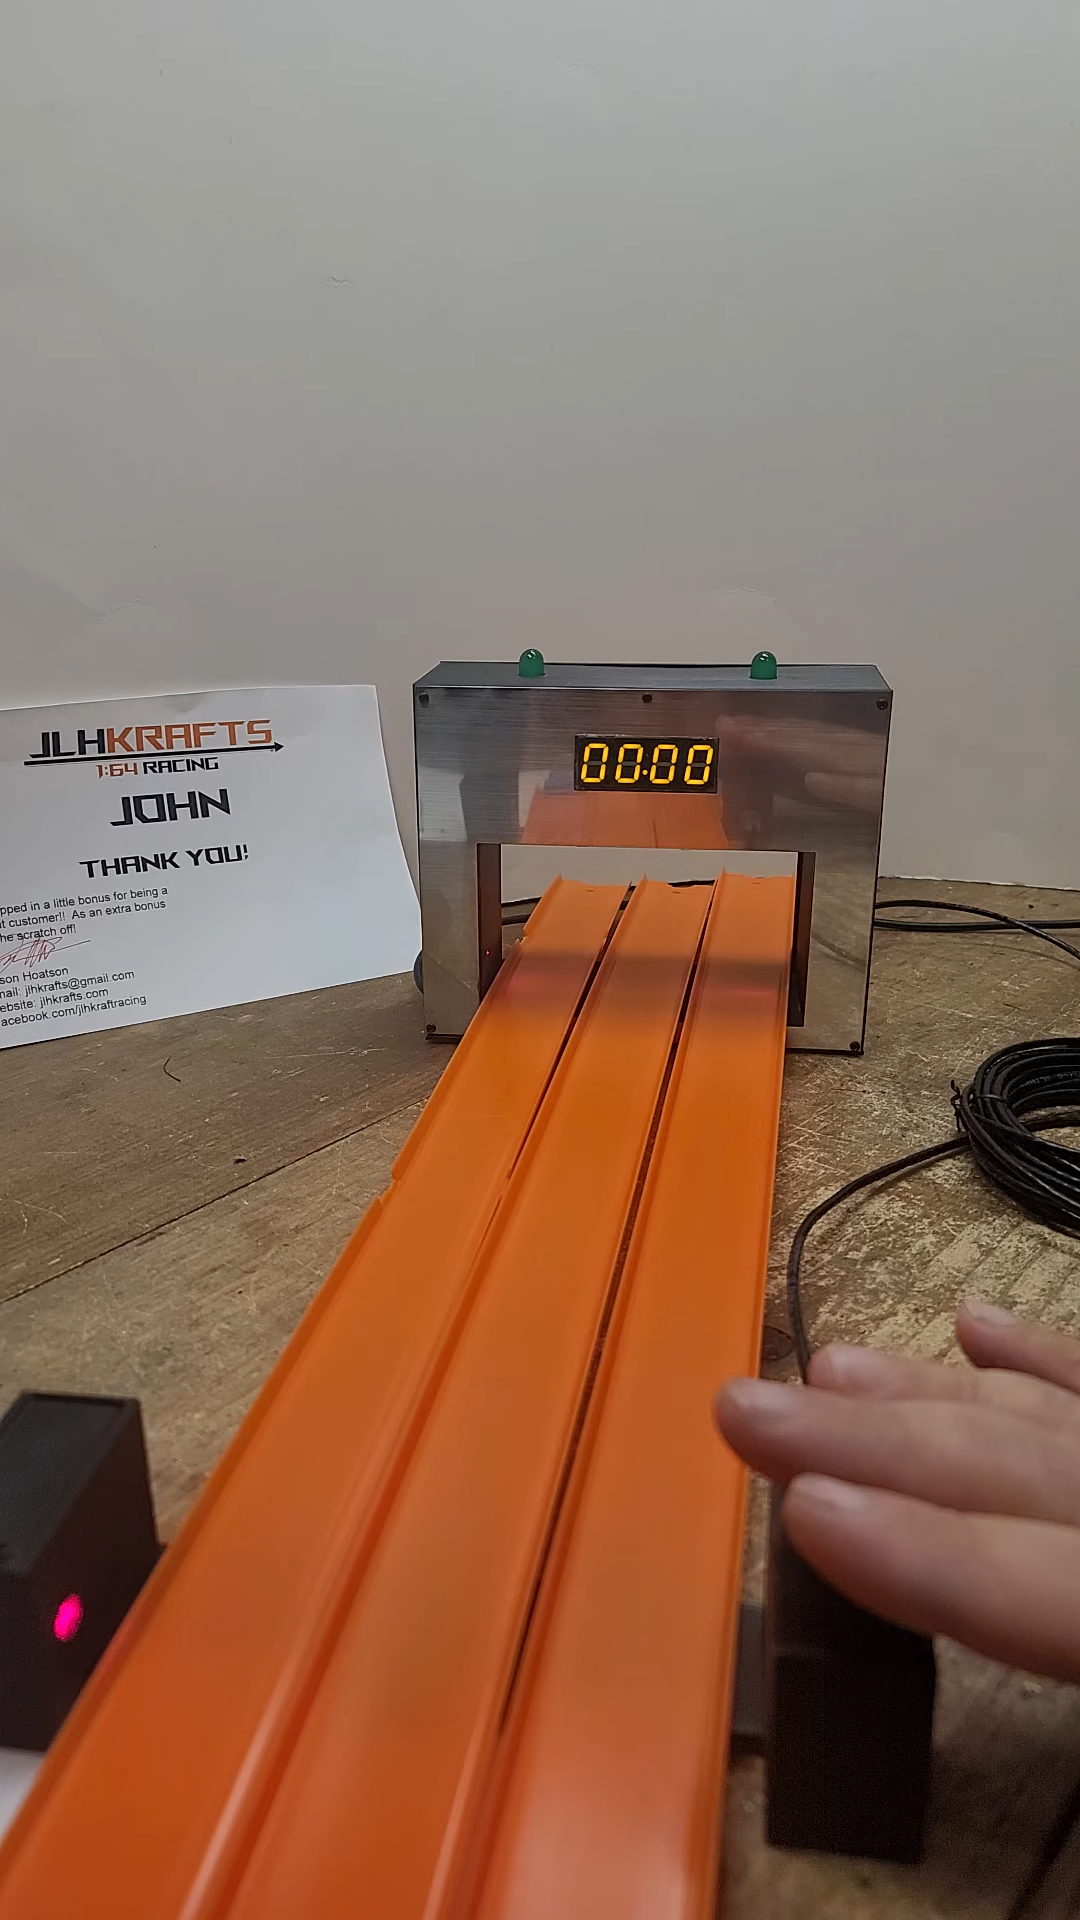 JLHKRAFTS
1:64 RACING
JOHN
THANK YOU!
pped in a little bonus for being a
t customer!! As an extra bonus
he scratch off!
son Hoatson
mail: jlhkrafts@gmail.com
ebsite: jlhkrafts.com
acebook.com/jlhkraftracing
00:00